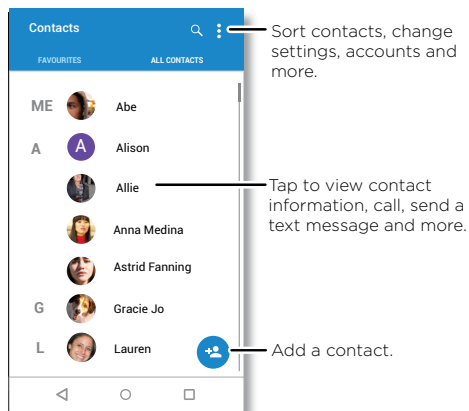 Contacts
FAVOURITES
ALL CONTACTS
ME
Abe
A
A
Alison
Allie
Anna Medina
Astrid Fanning
G
Gracie Jo
L
Lauren
Sort contacts, change
settings, accounts and
more.
Tap to view contact
information, call, send a
text message and more.
Add a contact.